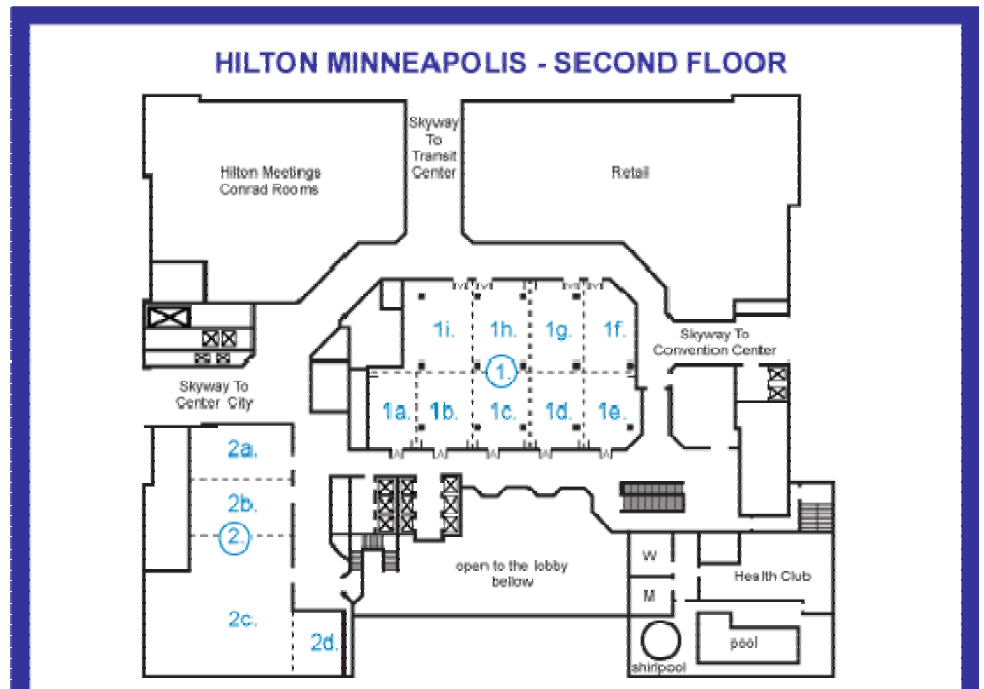 HILTON MINNEAPOLIS - SECOND FLOOR
Skyway
To
Transit
Center
Hilton Meetings
Conrad Rooms
Retail
1i.
1h.
1g.
1f.
Skyway To
Convention Center
1.
Skyway To
Center City
1a.
1b.
1c.
1d.
1e.
2a.
2b.
2.
open to the lobby
bellow
W
Health Club
M
2c.
2d.
pool
shirlpool